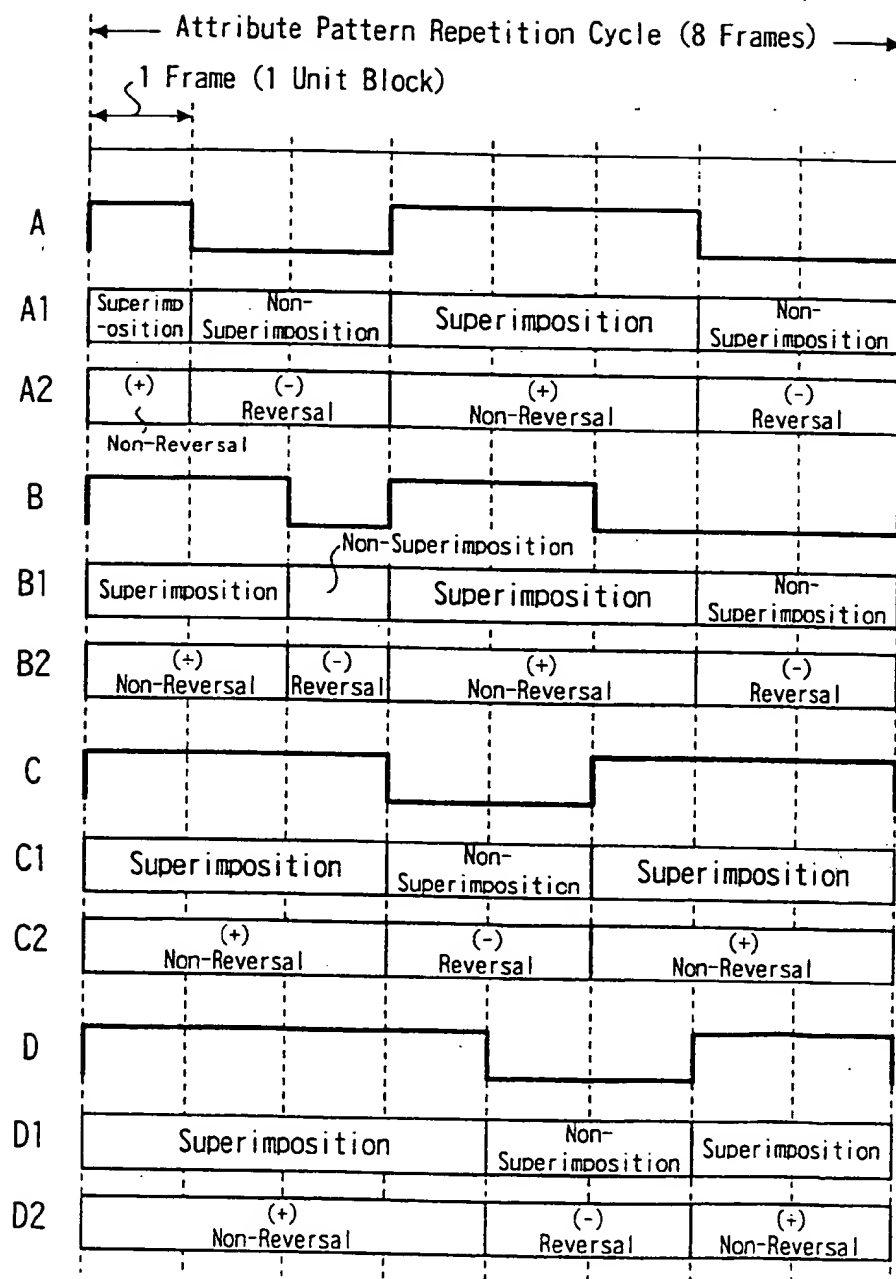 Attribute Pattern Repetition Cycle (8 Frames)
1 Frame (1 Unit Block)
A
A1
Superimp
-osition
Non-
Superimposition
Superimposition
Non-
Superimposition
A2
(+)
(-)
Reversal
(+)
Non-Reversal
(-)
Reversal
Non-Reversal
B
Non-Superimposition
B1
Superimposition
Superimposition
Non-
Superimposition
B2
(+)
Non-Reversal
(-)
Reversal
(+)
Non-Reversal
(-)
Reversal
C
C1
Superimposition
Non-
Superimposition
Superimposition
C2
(+)
Non-Reversal
(-)
Reversal
(+)
Non-Reversal
D
D1
Superimposition
Non-
Superimposition
Superimposition
D2
(+)
Non-Reversal
(-)
Reversal
(+)
Non-Reversal